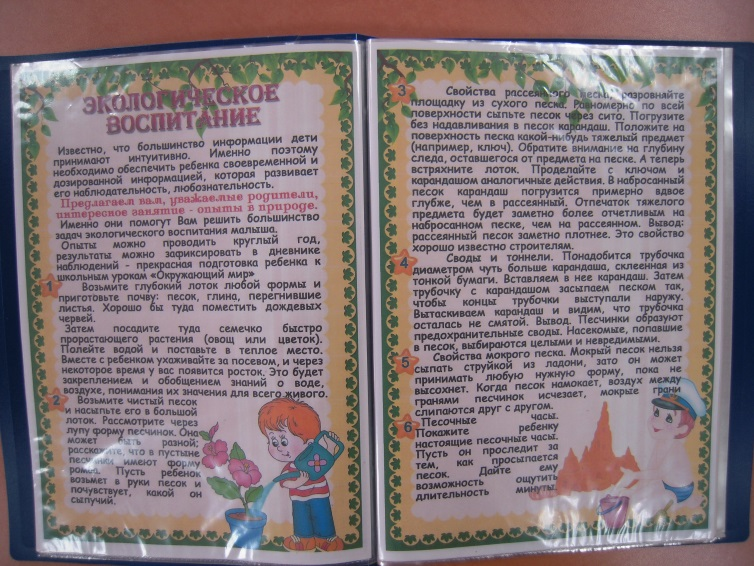 ЭКОЛОГИЧЕСКОЕ
ВОСПИТАНИЕ
Известно, что большинство информации дети
принимают интуитивно. Именно поэтому
необходимо обеспечить ребенка своевременной и
дозированной информацией, которая развивает
его наблюдательность, любознательность.
Предлагаем вам, уважаемые родители,
интересное занятие - опыты в природе.
Именно они помогут Вам решить большинство
задач экологического воспитания малыша.
Опыты можно проводить круглый год,
результаты можно зафиксировать в дневнике
наблюдений - прекрасная подготовка ребенка к
школьным урокам «Окружающий мир»
1 Возьмите глубокий лоток любой формы и
приготовьте почву: песок, глина, перегнившие
листья. Хорошо бы туда поместить дождевых
червей.
Затем посадите туда семечко быстро
прорастающего растения (овощ или цветок).
Полейте водой и поставьте в теплое место.
Вместе с ребенком ухаживайте за посевом, и через
некоторое время у вас появится росток. Это будет
закреплением и обобщением знаний о воде,
воздухе, понимания их значения для всего живого.
2 Возьмите чистый песок
и насыпьте его в большой
лоток. Рассмотрите через
лупу форму песчинок. Она
может быть разной,
расскажите, что в пустыне
песчинки имеют форму
ромба. Пусть ребенок
возьмет в руки песок и
почувствует, какой он
сыпучий.
3 Свойства рассеянного песка. разровняйте
площадку из сухого песка. Равномерно по всей
поверхности сыпьте песок через сито. Погрузите
без надавливания в песок карандаш. Положите на
поверхность песка какой-нибудь тяжелый предмет
(например, ключ). Обратите внимание на глубину
следа, оставшегося от предмета на песке. А теперь
встряхните лоток. Проделайте с ключом и
карандашом аналогичные действия. В набросанный
песок карандаш погрузится примерно вдвое
глубже, чем в рассеянный. Отпечаток тяжелого
предмета будет заметно более отчетливым на
набросанном песке, чем на рассеянном. Вывод:
рассеянный песок заметно плотнее. Это свойство
хорошо известно строителям.
4 Своды и тоннели. Понадобится трубочка
диаметром чуть больше карандаша, склеенная из
тонкой бумаги. Вставляем в нее карандаш. Затем
трубочку с карандашом засыпаем песком так,
чтобы концы трубочки выступали наружу.
Вытаскиваем карандаш и видим, что трубочка
осталась не смятой. Вывод. Песчинки образуют
предохранительные своды. Насекомые, попавшие
в песок, выбираются целыми и невредимыми.
5 Свойства мокрого песка. Мокрый песок нельзя
сыпать струйкой из ладони, зато он может
принимать любую нужную форму, пока не
высохнет. Когда песок намокает, воздух между
гранями песчинок исчезает, мокрые грани
слипаются друг с другом.
6 Песочные часы.
Покажите ребенку
настоящие песочные часы.
Пусть он проследит за
тем, как просыпается
песок. Дайте ему
возможность ощутить
длительность минуты.